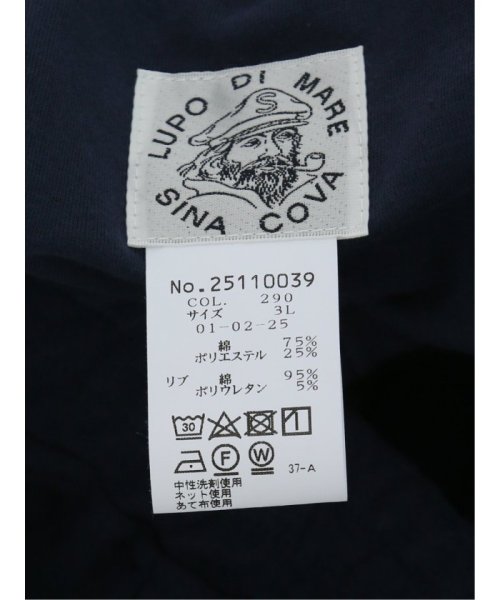 LUPO DI MARE
S
SINA COVA
No.25110039
COL. 290
サイズ 3L
01-02-25
綿 75%
ポリエステル 25%
リブ 綿 95%
ポリウレタン 5%
30
F W 37-A
中性洗剤使用
ネット使用
あて布使用